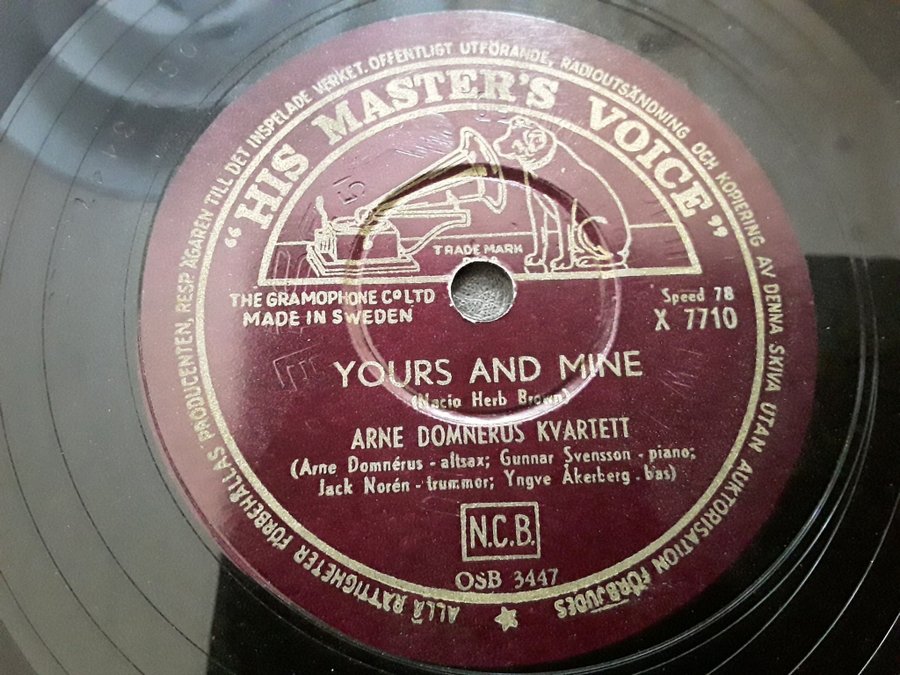 ALLA RÄTTIGHETER FÖRBEHÅLLAS PRODUCENTEN, RESP. ÄGAREN TILL DET INSPELADE VERKET. OFFENTLIGT UTFÖRANDE, RADIOUTSÄNDNING OCH KOPIERING AV DENNA SKIVA UTAN AUKTORISATION FÖRBJUDES
"HIS MASTER'S VOICE"
TRADE MARK
THE GRAMOPHONE CO LTD
MADE IN SWEDEN
Speed 78
X 7710
YOURS AND MINE
(Nacio Herb Brown)
ARNE DOMNERUS KVARTETT
(Arne Domnérus - altsax; Gunnar Svensson - piano;
Jack Norén - trummor; Yngve Åkerberg - bas)
N.C.B.
OSB 3447